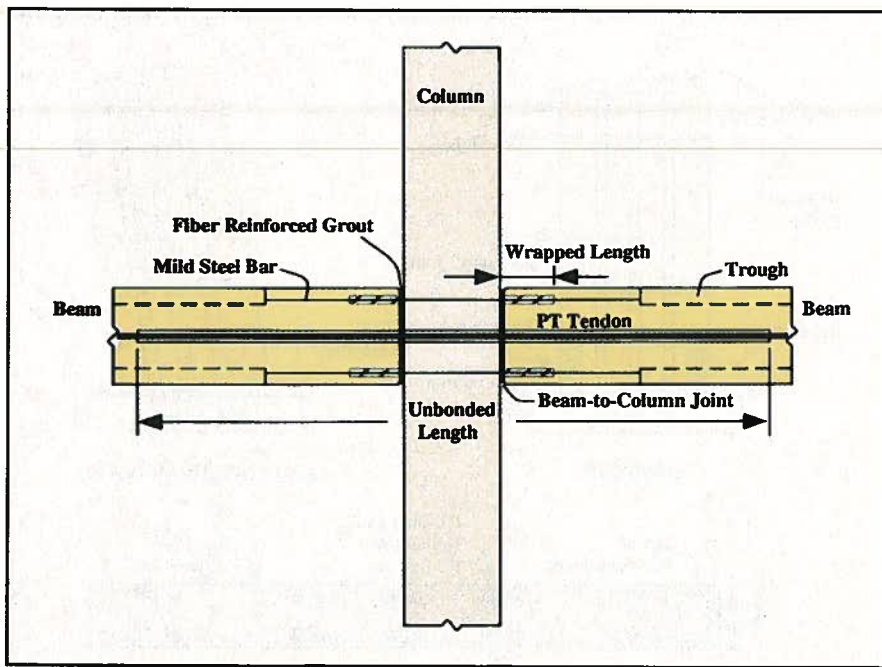 Column
Fiber Reinforced Grout
Wrapped Length
Mild Steel Bar
Trough
Beam
Beam
PT Tendon
Beam-to-Column Joint
Unbonded
Length